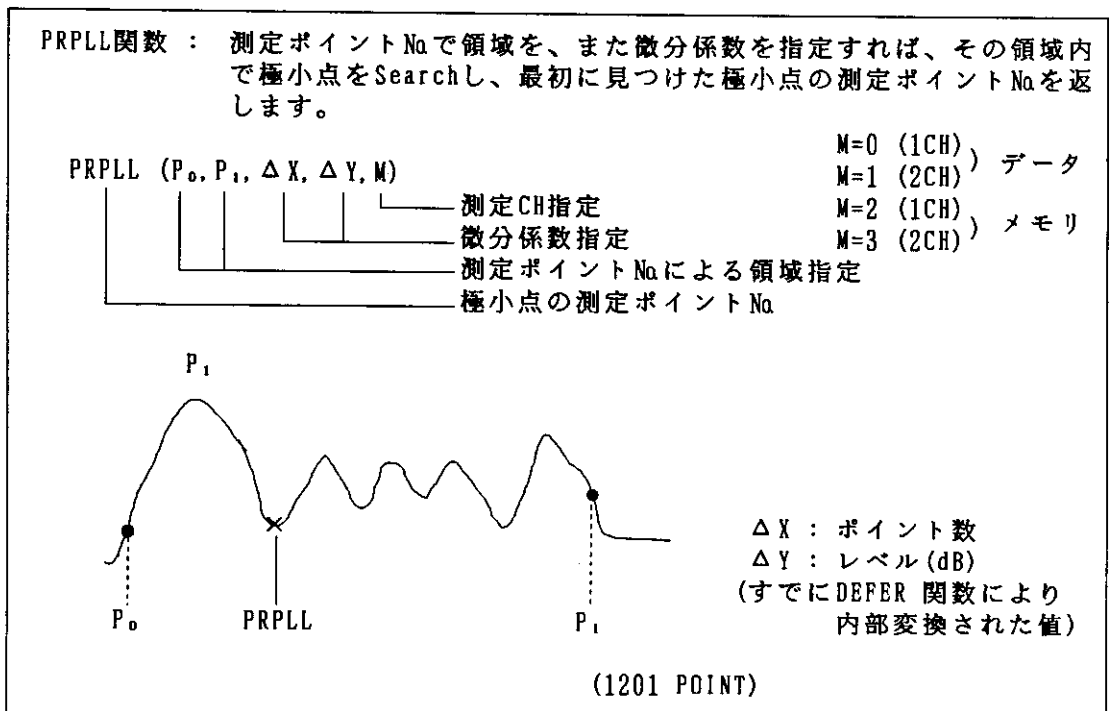 PRPLL関数 : 測定ポイント№で領域を、また微分係数を指定すれば、その領域内
で極小点をSearchし、最初に見つけた極小点の測定ポイント№を返
します。
PRPLL (P₀, P₁, ΔX, ΔY, M)
測定CH指定
微分係数指定
測定ポイント№による領域指定
極小点の測定ポイント№
M=0 (1CH)
M=1 (2CH) ) データ
M=2 (1CH)
M=3 (2CH) ) メモリ
P₁
P₀
PRPLL
P₁
ΔX : ポイント数
ΔY : レベル(dB)
(すでにDEFER 関数により
内部変換された値)
(1201 POINT)